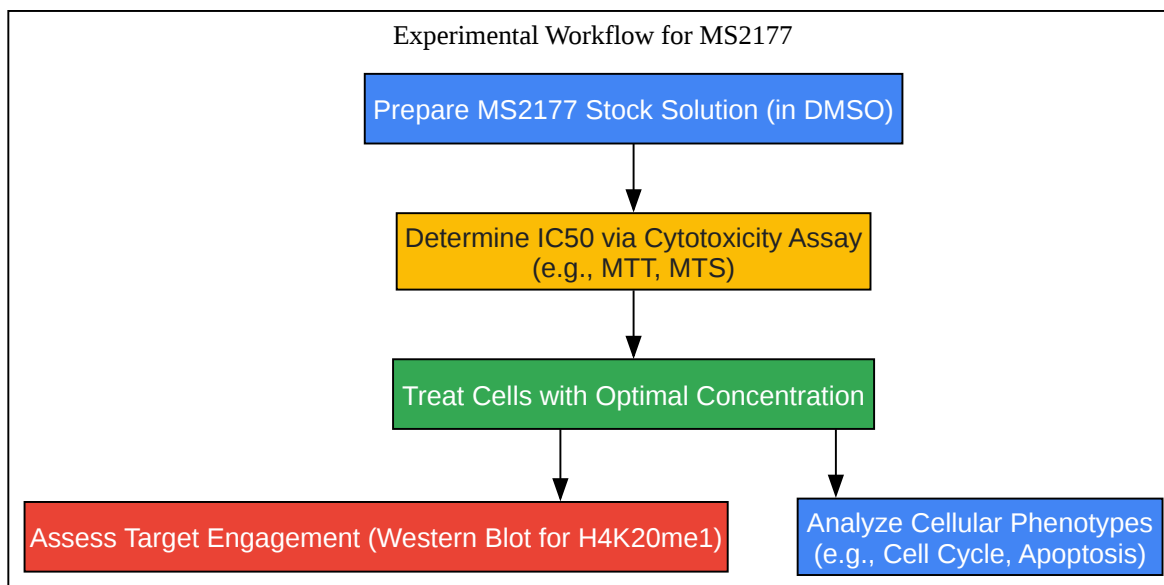 Experimental Workflow for MS2177
Prepare MS2177 Stock Solution (in DMSO)
Determine IC50 via Cytotoxicity Assay
(e.g., MTT, MTS)
Treat Cells with Optimal Concentration
Assess Target Engagement (Western Blot for H4K20me1)
Analyze Cellular Phenotypes
(e.g., Cell Cycle, Apoptosis)